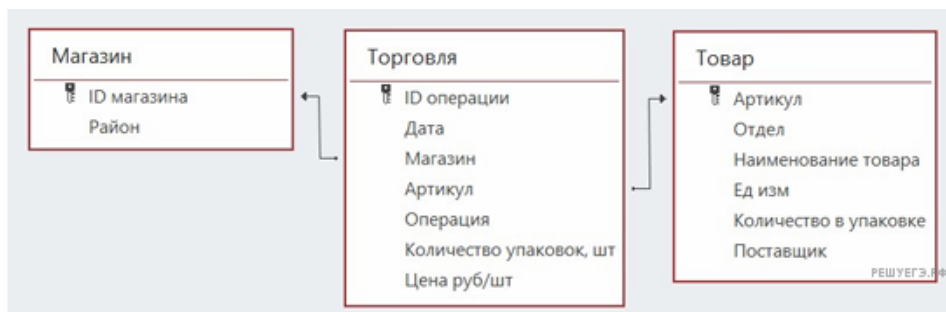 Магазин
ID магазина
Район
Торговля
ID операции
Дата
Магазин
Артикул
Операция
Количество упаковок, шт
Цена руб/шт
Товар
Артикул
Отдел
Наименование товара
Ед изм
Количество в упаковке
Поставщик
РЕШУЕГЭ.РФ